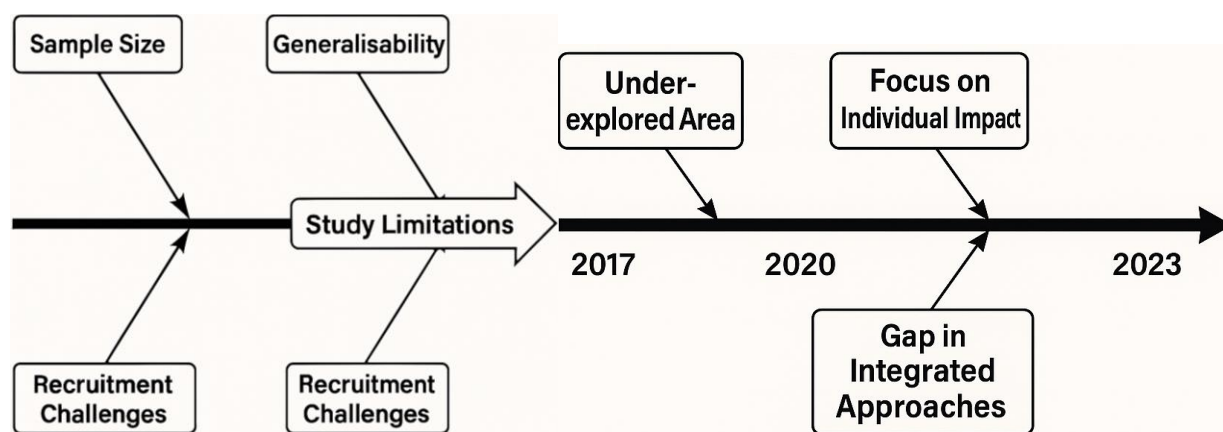 Sample Size
Generalisability
Under-
explored Area
Focus on
Individual Impact
Study Limitations
2017
2020
2023
Recruitment
Challenges
Recruitment
Challenges
Gap in
Integrated
Approaches